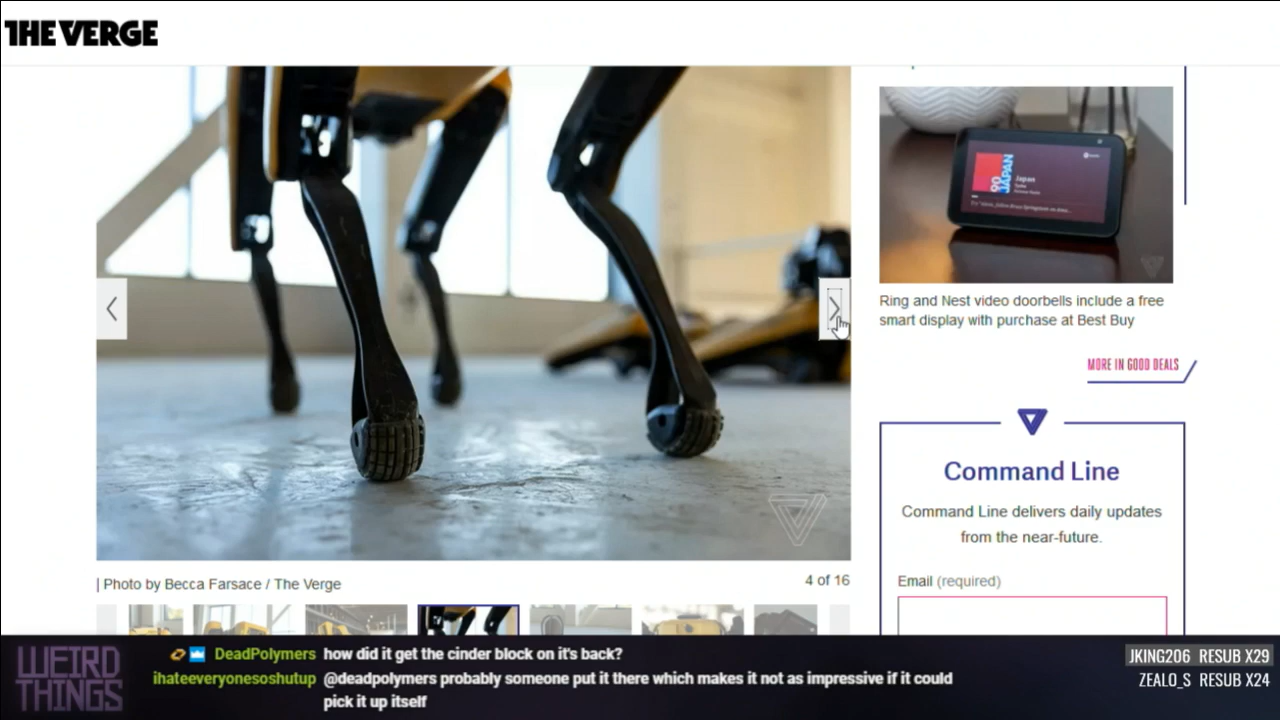 THE VERGE
JAPAN
Japan
Ring and Nest video doorbells include a free
smart display with purchase at Best Buy
MORE IN GOOD DEALS
Command Line
Command Line delivers daily updates
from the near-future.
Email (required)
| Photo by Becca Farsace / The Verge
4 of 16
WEIRD
THINGS
DeadPolymers how did it get the cinder block on it's back?
ihateeveryonesoshutup @deadpolymers probably someone put it there which makes it not as impressive if it could
pick it up itself
JKING206 RESUB X29
ZEALO_S RESUB X24